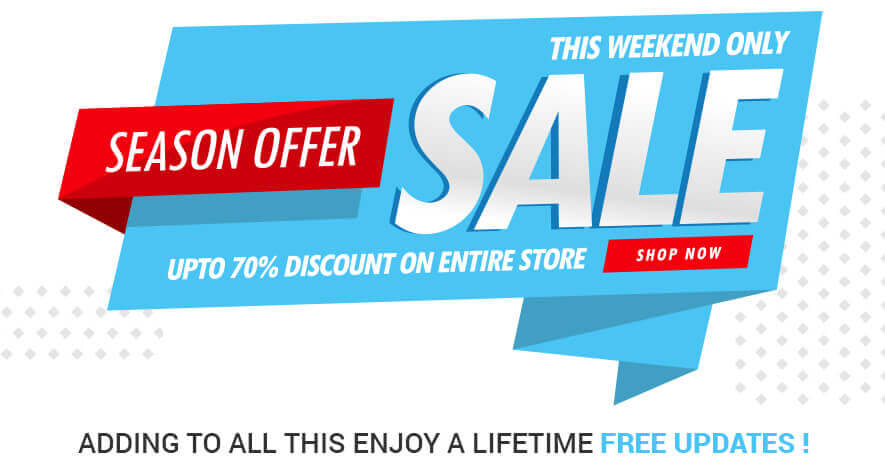 THIS WEEKEND ONLY
SEASON OFFER
SALE
UPTO 70% DISCOUNT ON ENTIRE STORE
SHOP NOW
ADDING TO ALL THIS ENJOY A LIFETIME FREE UPDATES !